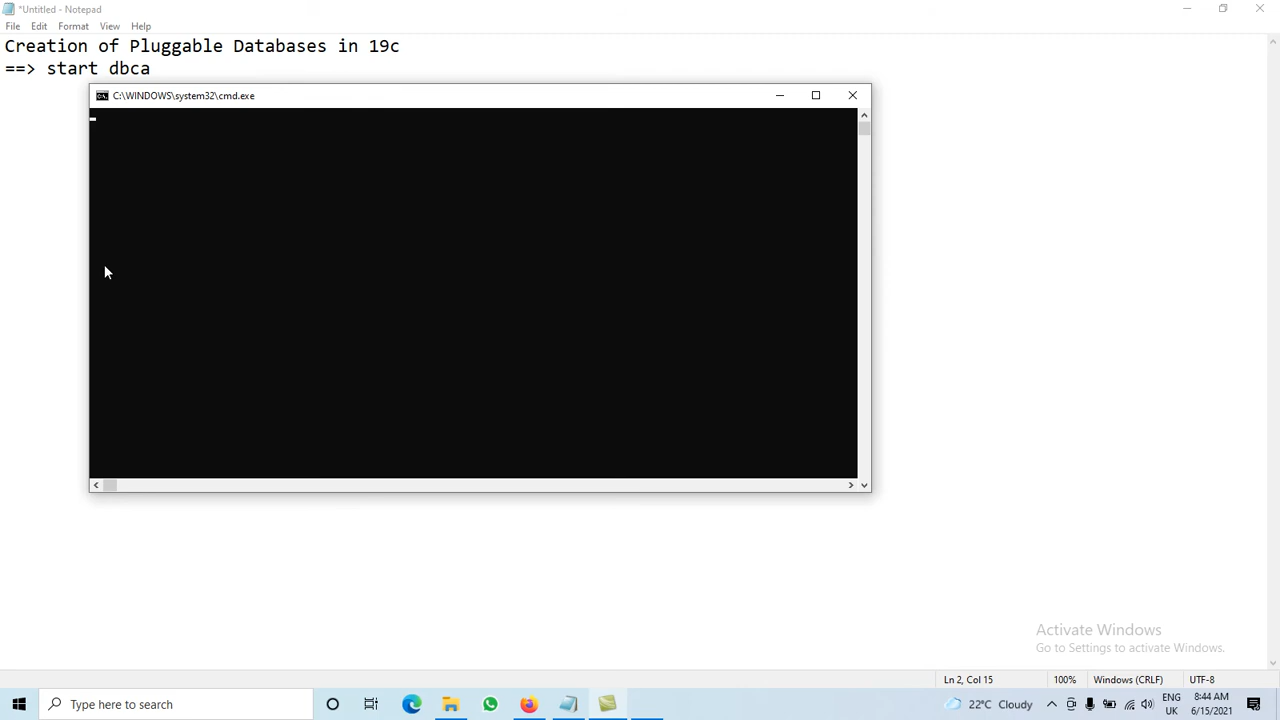 *Untitled - Notepad
File Edit Format View Help
Creation of Pluggable Databases in 19c
==> start dbca
C:\WINDOWS\system32\cmd.exe
Activate Windows
Go to Settings to activate Windows.
Ln 2, Col 15 100% Windows (CRLF) UTF-8
Type here to search
22°C Cloudy
ENG
UK
8:44 AM
6/15/2021